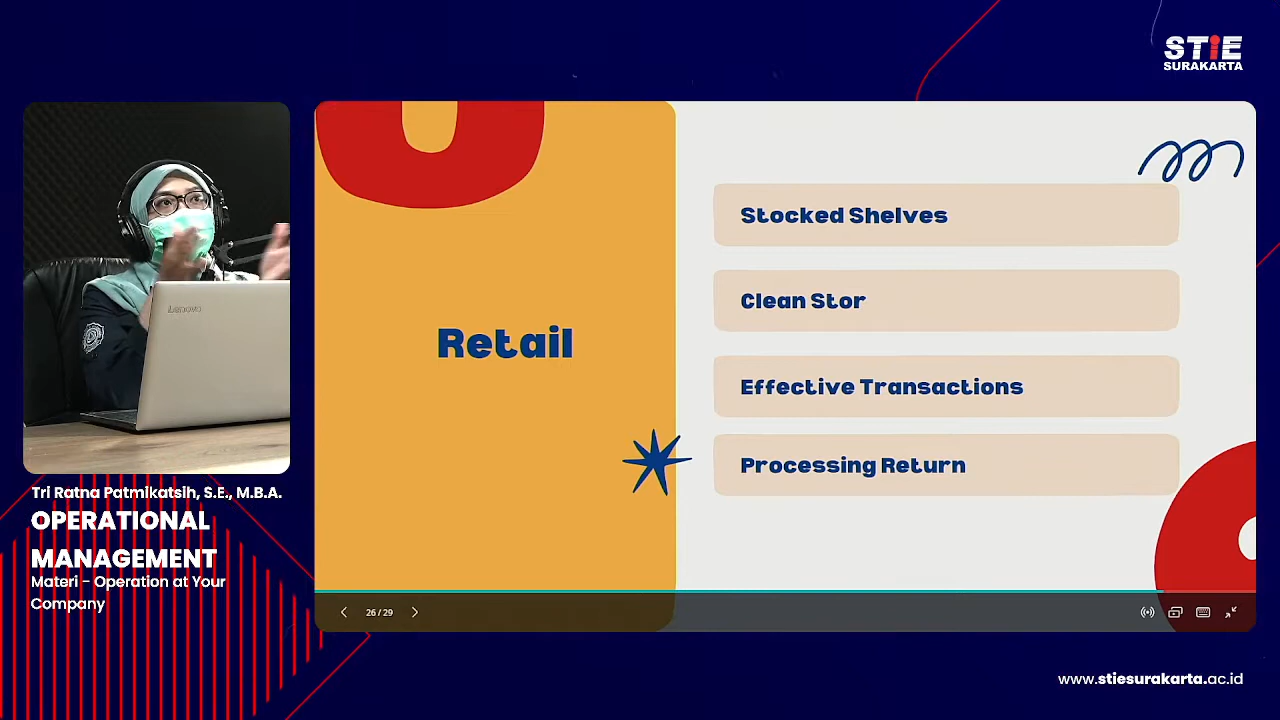 STIE
SURAKARTA
Stocked Shelves
Clean Stor
Retail
Effective Transactions
Processing Return
Lenovo
Tri Ratna Patmikatsih, S.E., M.B.A.
OPERATIONAL
MANAGEMENT
Materi - Operation at Your
Company
26 / 29
www.stiesurakarta.ac.id